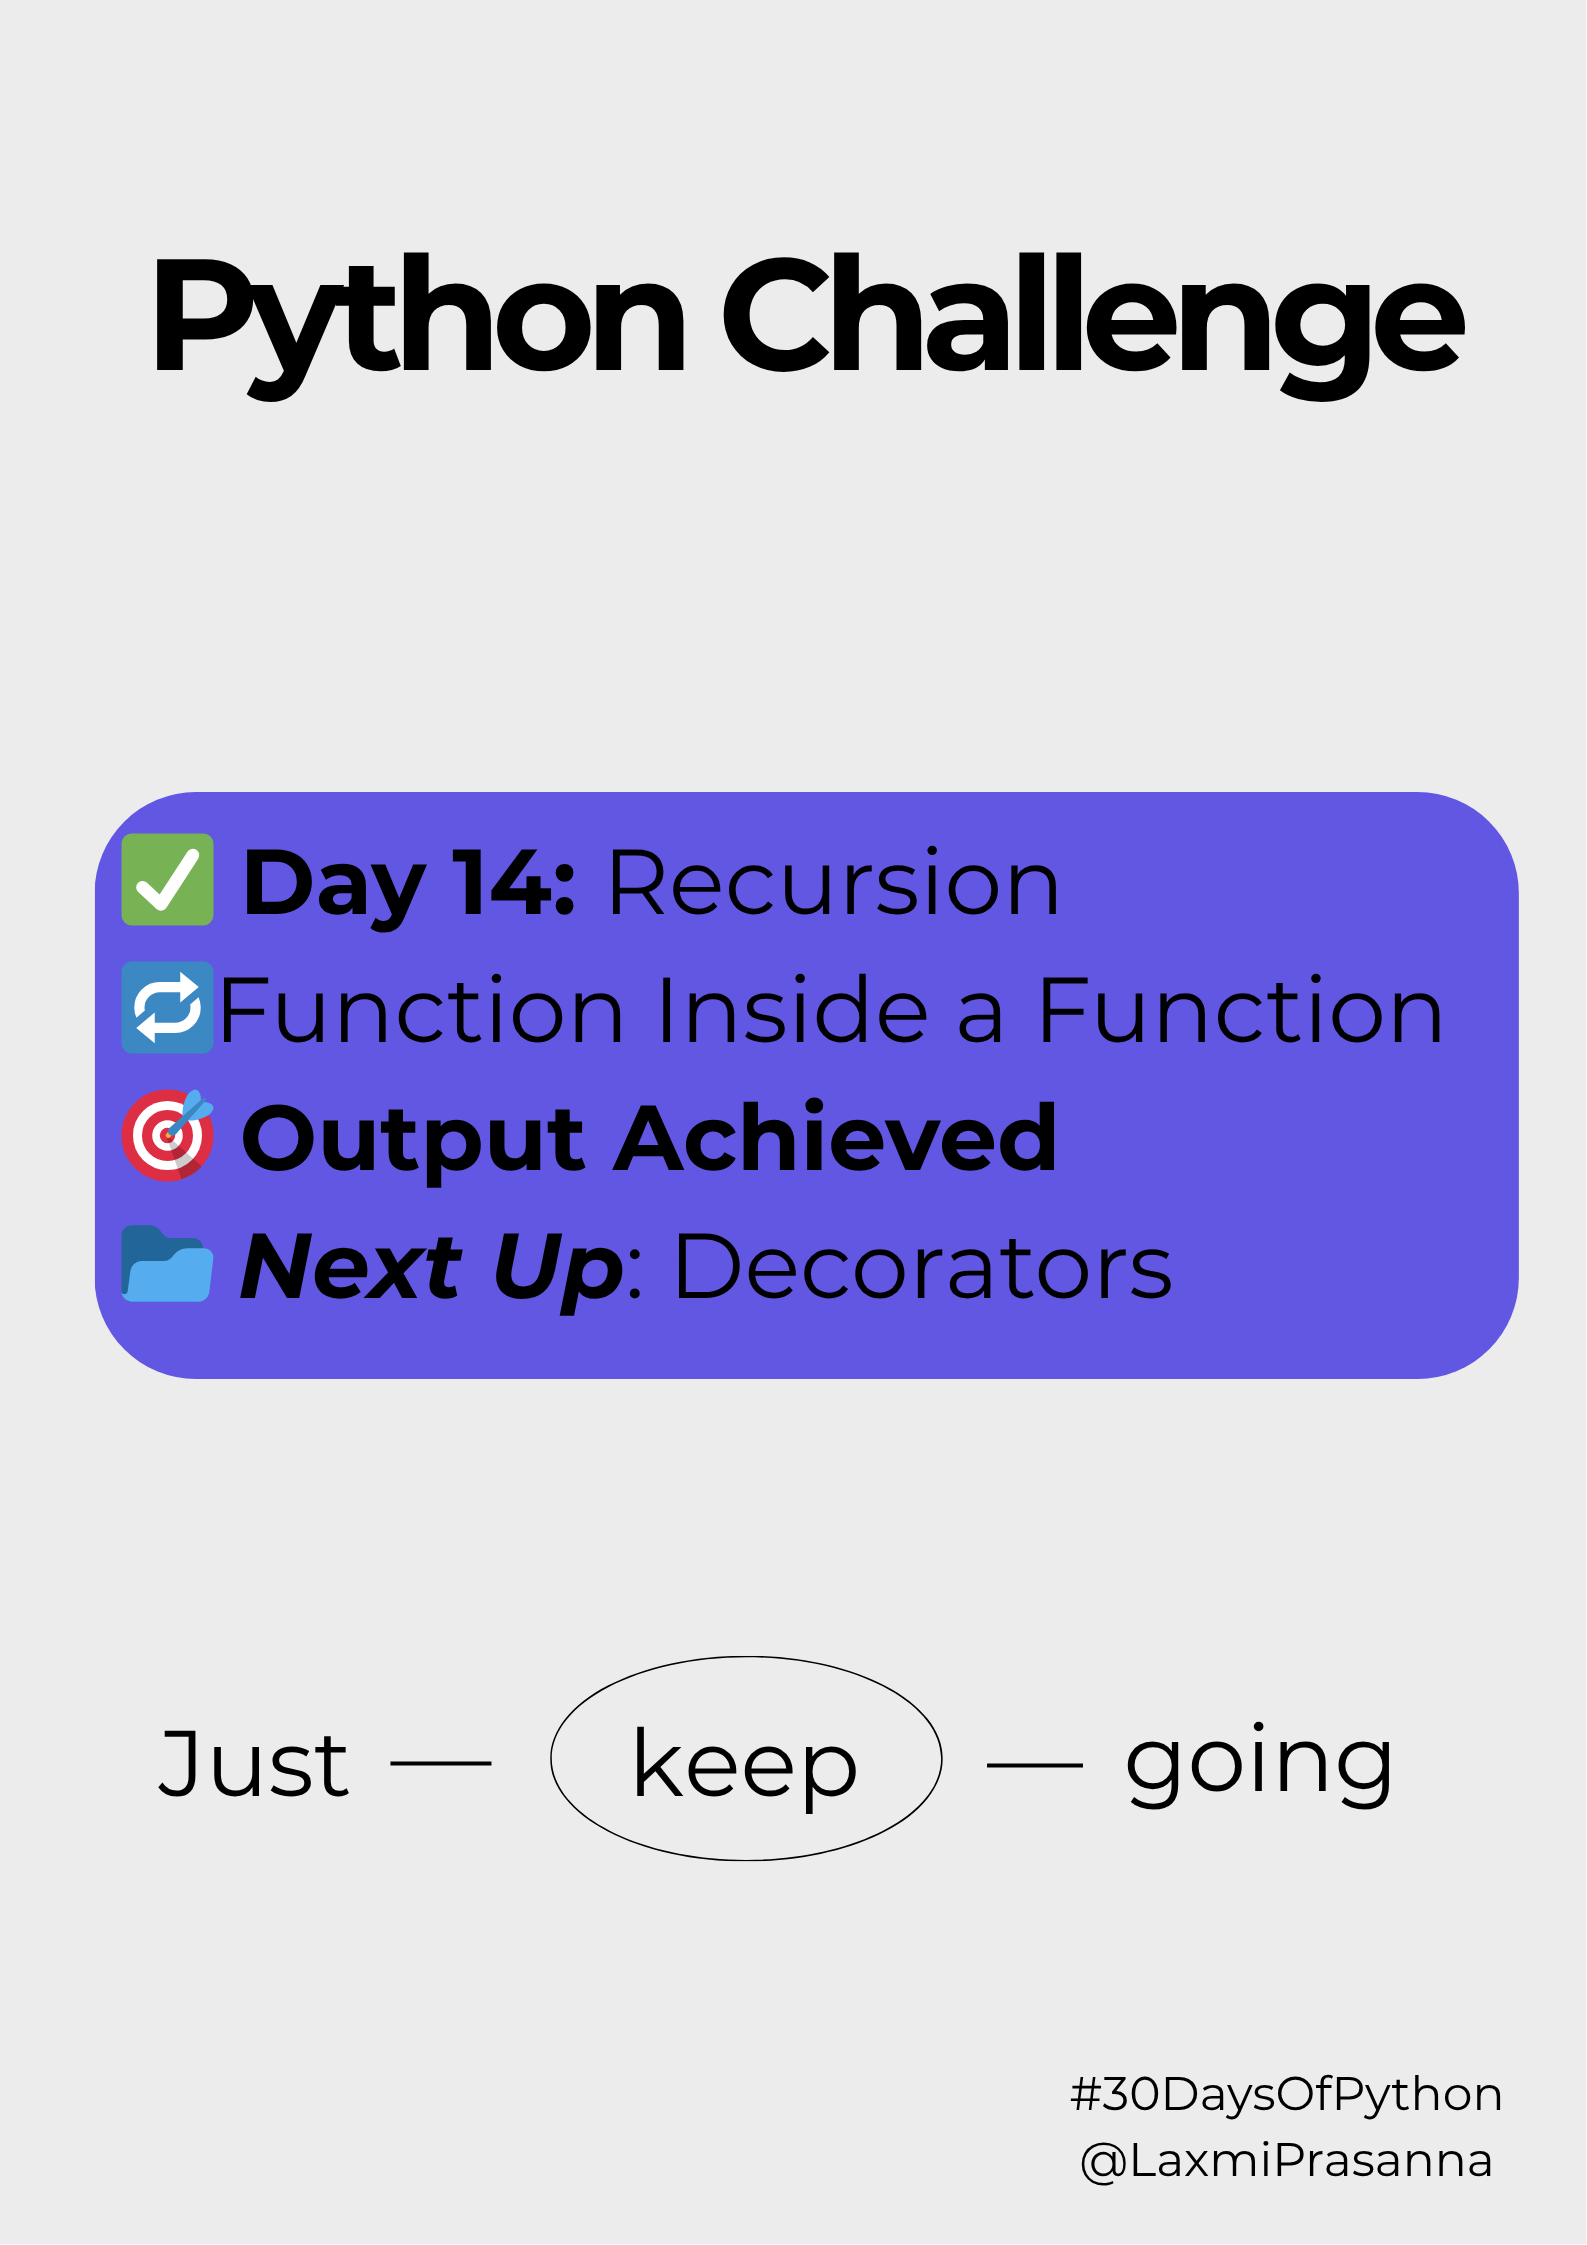 Python Challenge
✅ Day 14: Recursion
🔁Function Inside a Function
🎯 Output Achieved
📂 Next Up: Decorators
Just — keep — going
#30DaysOfPython
@LaxmiPrasanna